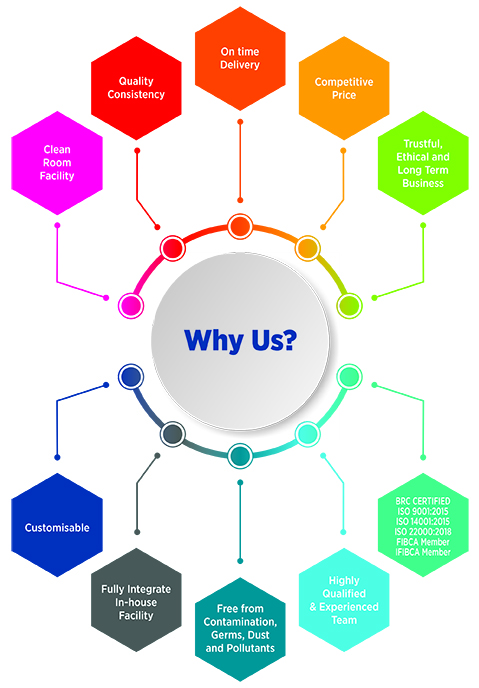 On time
Delivery
Quality
Consistency
Competitive
Price
Clean
Room
Facility
Trustful,
Ethical and
Long Term
Business
Why Us?
Customisable
BRC CERTIFIED
ISO 9001:2015
ISO 14001:2015
ISO 22000:2018
FIBCA Member
IFIBCA Member
Fully Integrate
In-house
Facility
Highly
Qualified
& Experienced
Team
Free from
Contamination,
Germs, Dust
and Pollutants